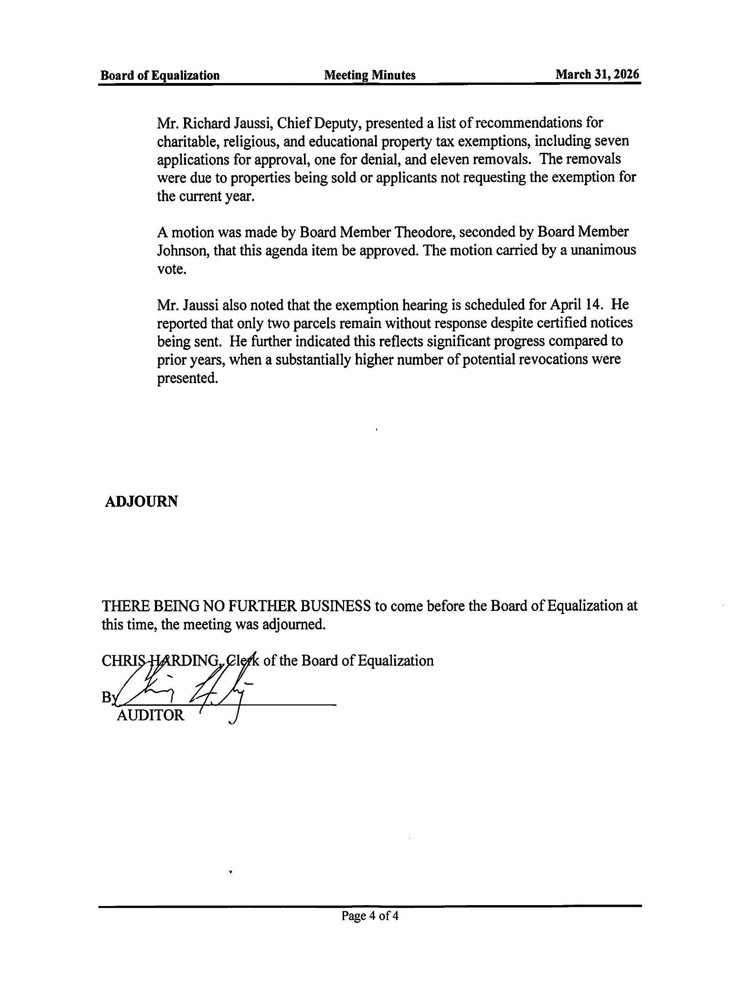 Board of Equalization Meeting Minutes March 31, 2026
Mr. Richard Jaussi, Chief Deputy, presented a list of recommendations for
charitable, religious, and educational property tax exemptions, including seven
applications for approval, one for denial, and eleven removals. The removals
were due to properties being sold or applicants not requesting the exemption for
the current year.
A motion was made by Board Member Theodore, seconded by Board Member
Johnson, that this agenda item be approved. The motion carried by a unanimous
vote.
Mr. Jaussi also noted that the exemption hearing is scheduled for April 14. He
reported that only two parcels remain without response despite certified notices
being sent. He further indicated this reflects significant progress compared to
prior years, when a substantially higher number of potential revocations were
presented.
ADJOURN
THERE BEING NO FURTHER BUSINESS to come before the Board of Equalization at
this time, the meeting was adjourned.
CHRIS HARDING, Clerk of the Board of Equalization
By
AUDITOR
Page 4 of 4